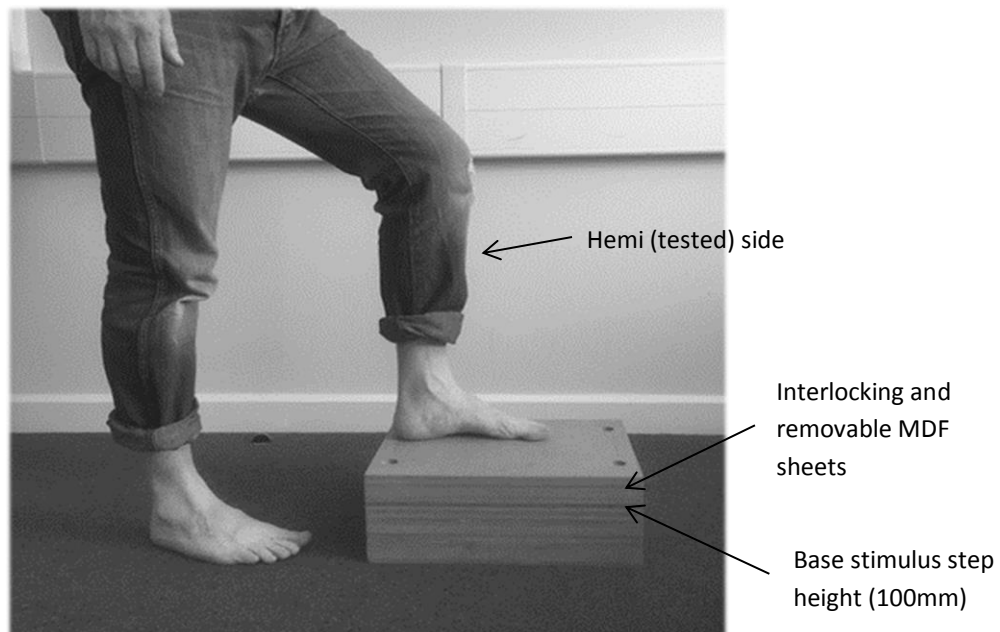 Hemi (tested) side
Interlocking and
removable MDF
sheets
Base stimulus step
height (100mm)